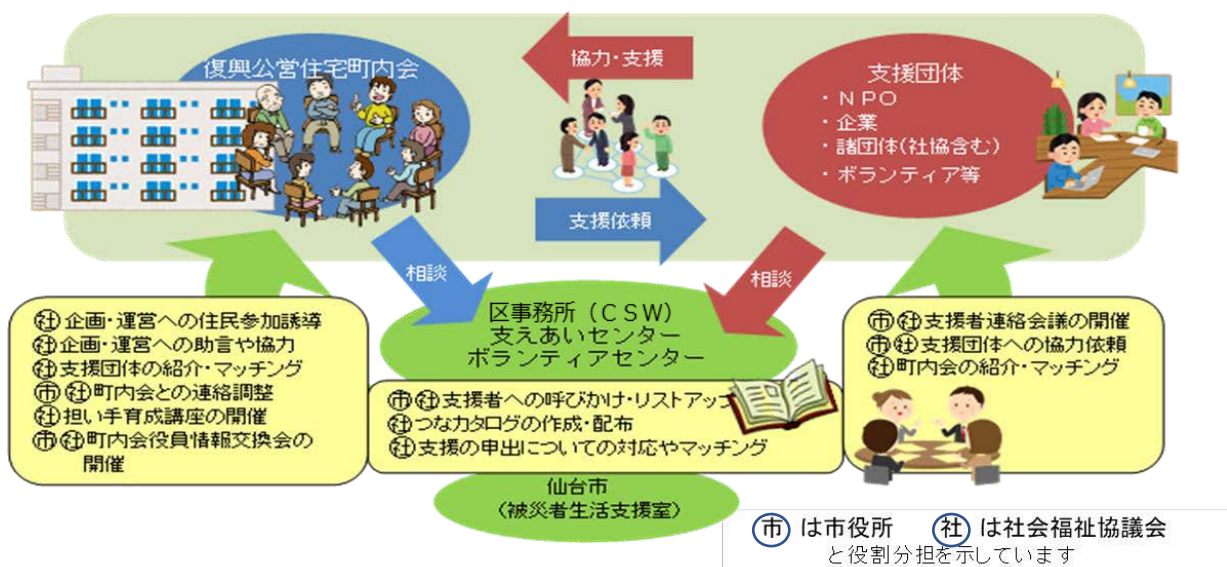 復興公営住宅町内会
協力・支援
支援依頼
支援団体
・ＮＰＯ
・企業
・諸団体(社協含む)
・ボランティア等
相談
相談
区事務所（ＣＳＷ）
支えあいセンター
ボランティアセンター
㊓企画・運営への住民参加誘導
㊓企画・運営への助言や協力
㊓支援団体の紹介・マッチング
市㊓町内会との連絡調整
㊓担い手育成講座の開催
市㊓町内会役員情報交換会の
開催
市㊓支援者への呼びかけ・リストアップ
㊓つな力タログの作成・配布
㊓支援の申出についての対応やマッチング
市㊓支援者連絡会議の開催
市㊓支援団体への協力依頼
㊓町内会の紹介・マッチング
仙台市
（被災者生活支援室）
市 は市役所　社 は社会福祉協議会
と役割分担を示しています